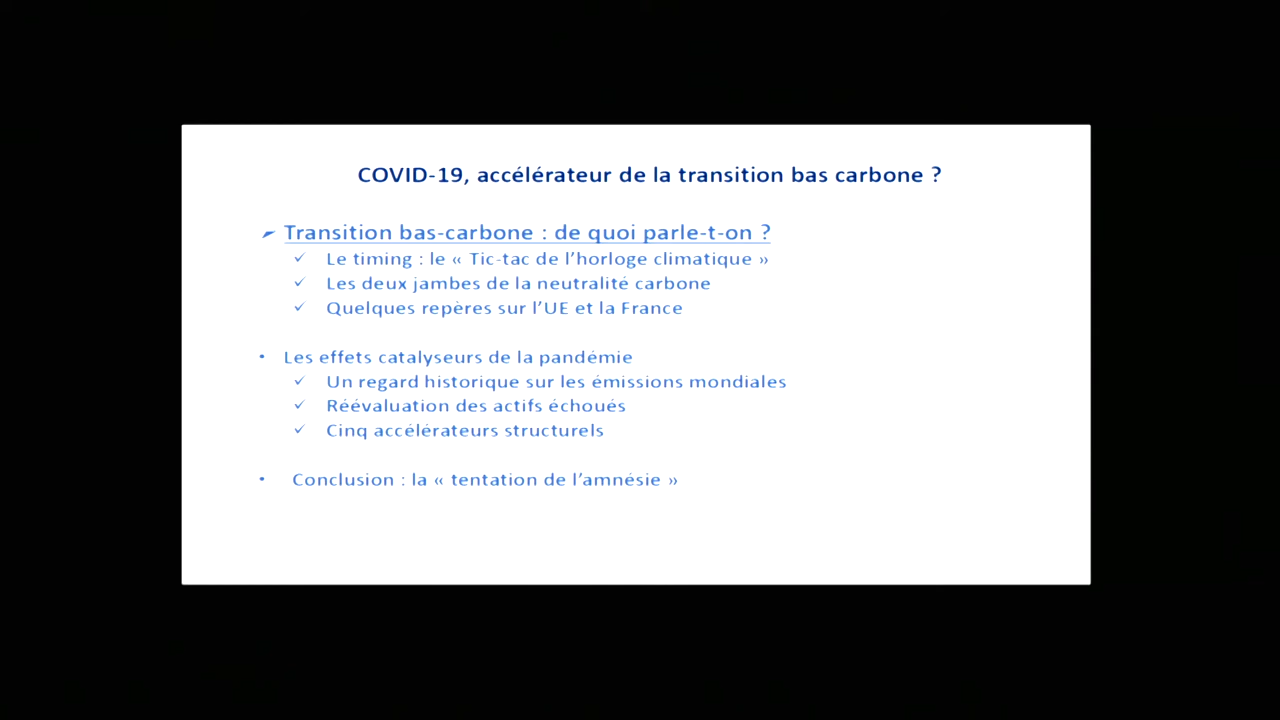 COVID-19, accélérateur de la transition bas carbone ?
Transition bas-carbone : de quoi parle-t-on ?
Le timing : le « Tic-tac de l’horloge climatique »
Les deux jambes de la neutralité carbone
Quelques repères sur l’UE et la France
Les effets catalyseurs de la pandémie
Un regard historique sur les émissions mondiales
Réévaluation des actifs échoués
Cinq accélérateurs structurels
Conclusion : la « tentation de l’amnésie »